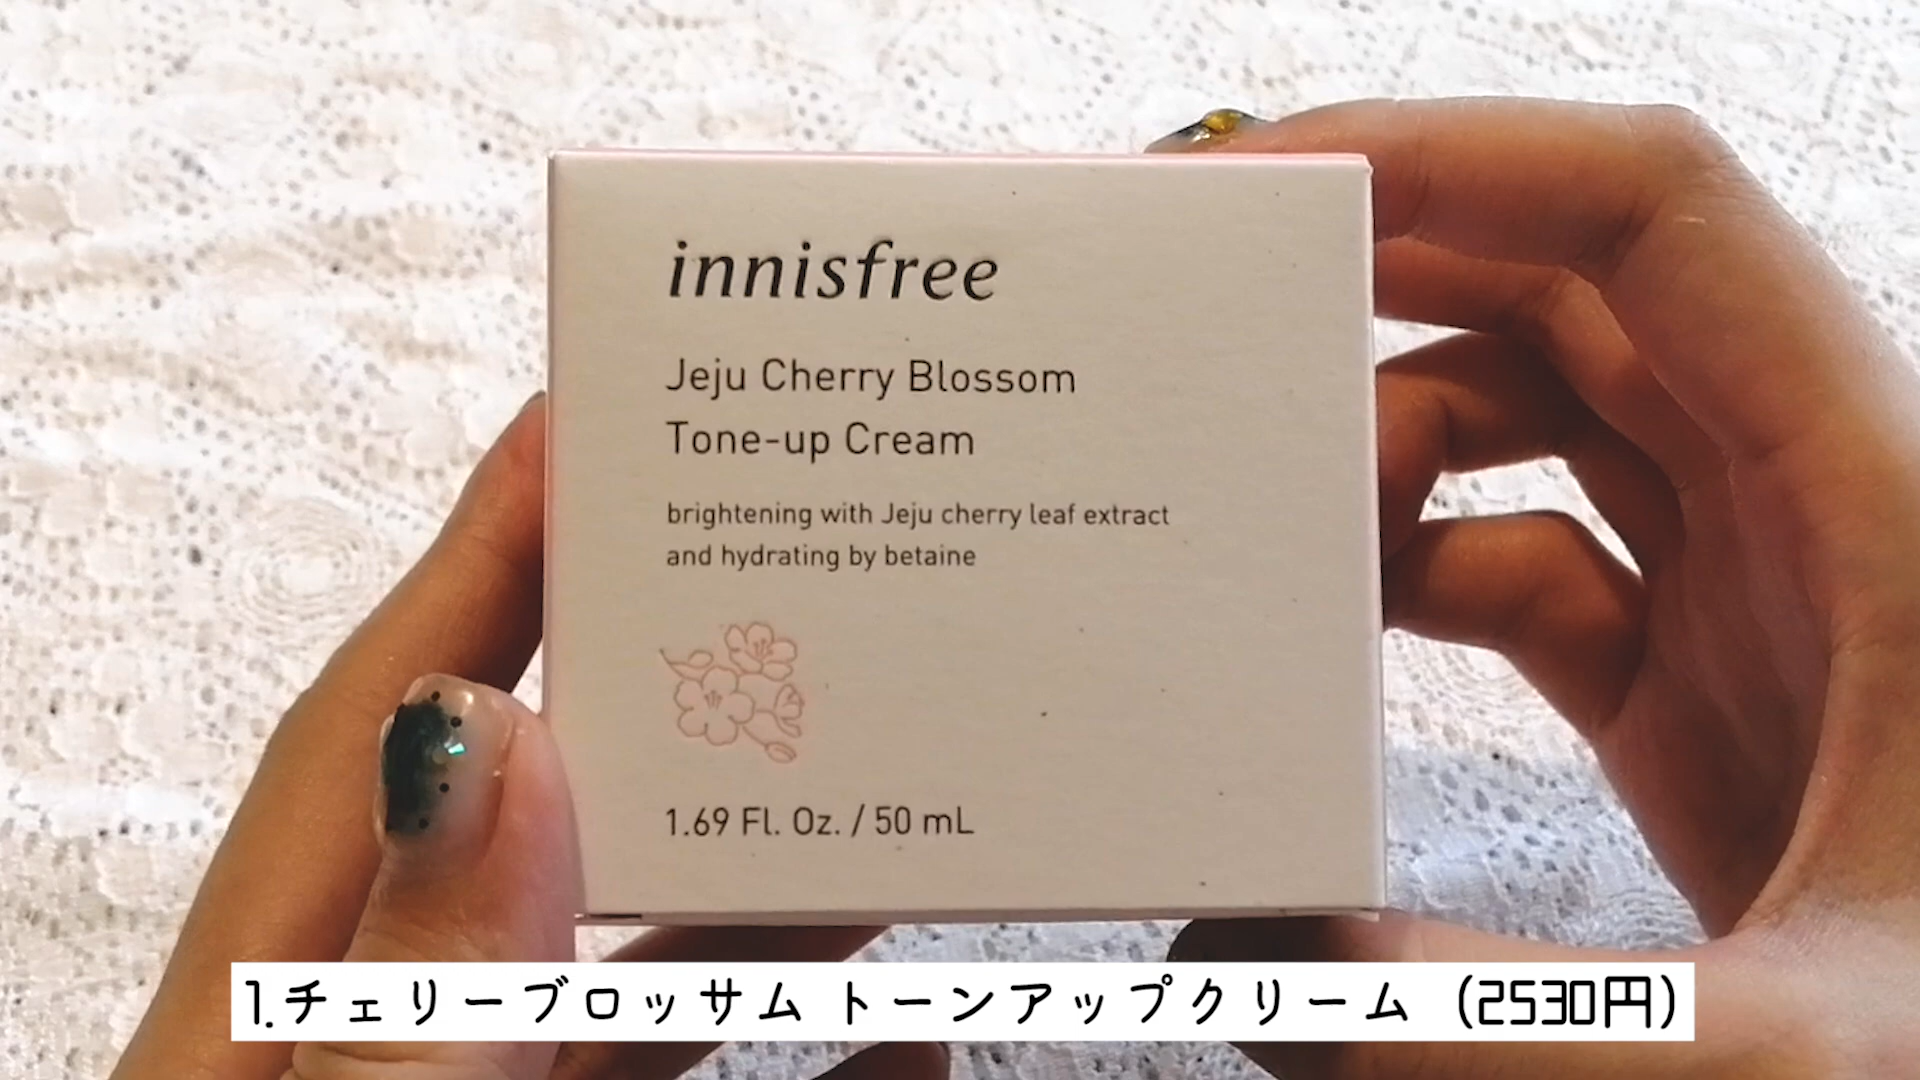 innisfree
Jeju Cherry Blossom
Tone-up Cream
brightening with Jeju cherry leaf extract
and hydrating by betaine
1.69 Fl. Oz. / 50 mL
1.チェリーブロッサム トーンアップクリーム (2530円)